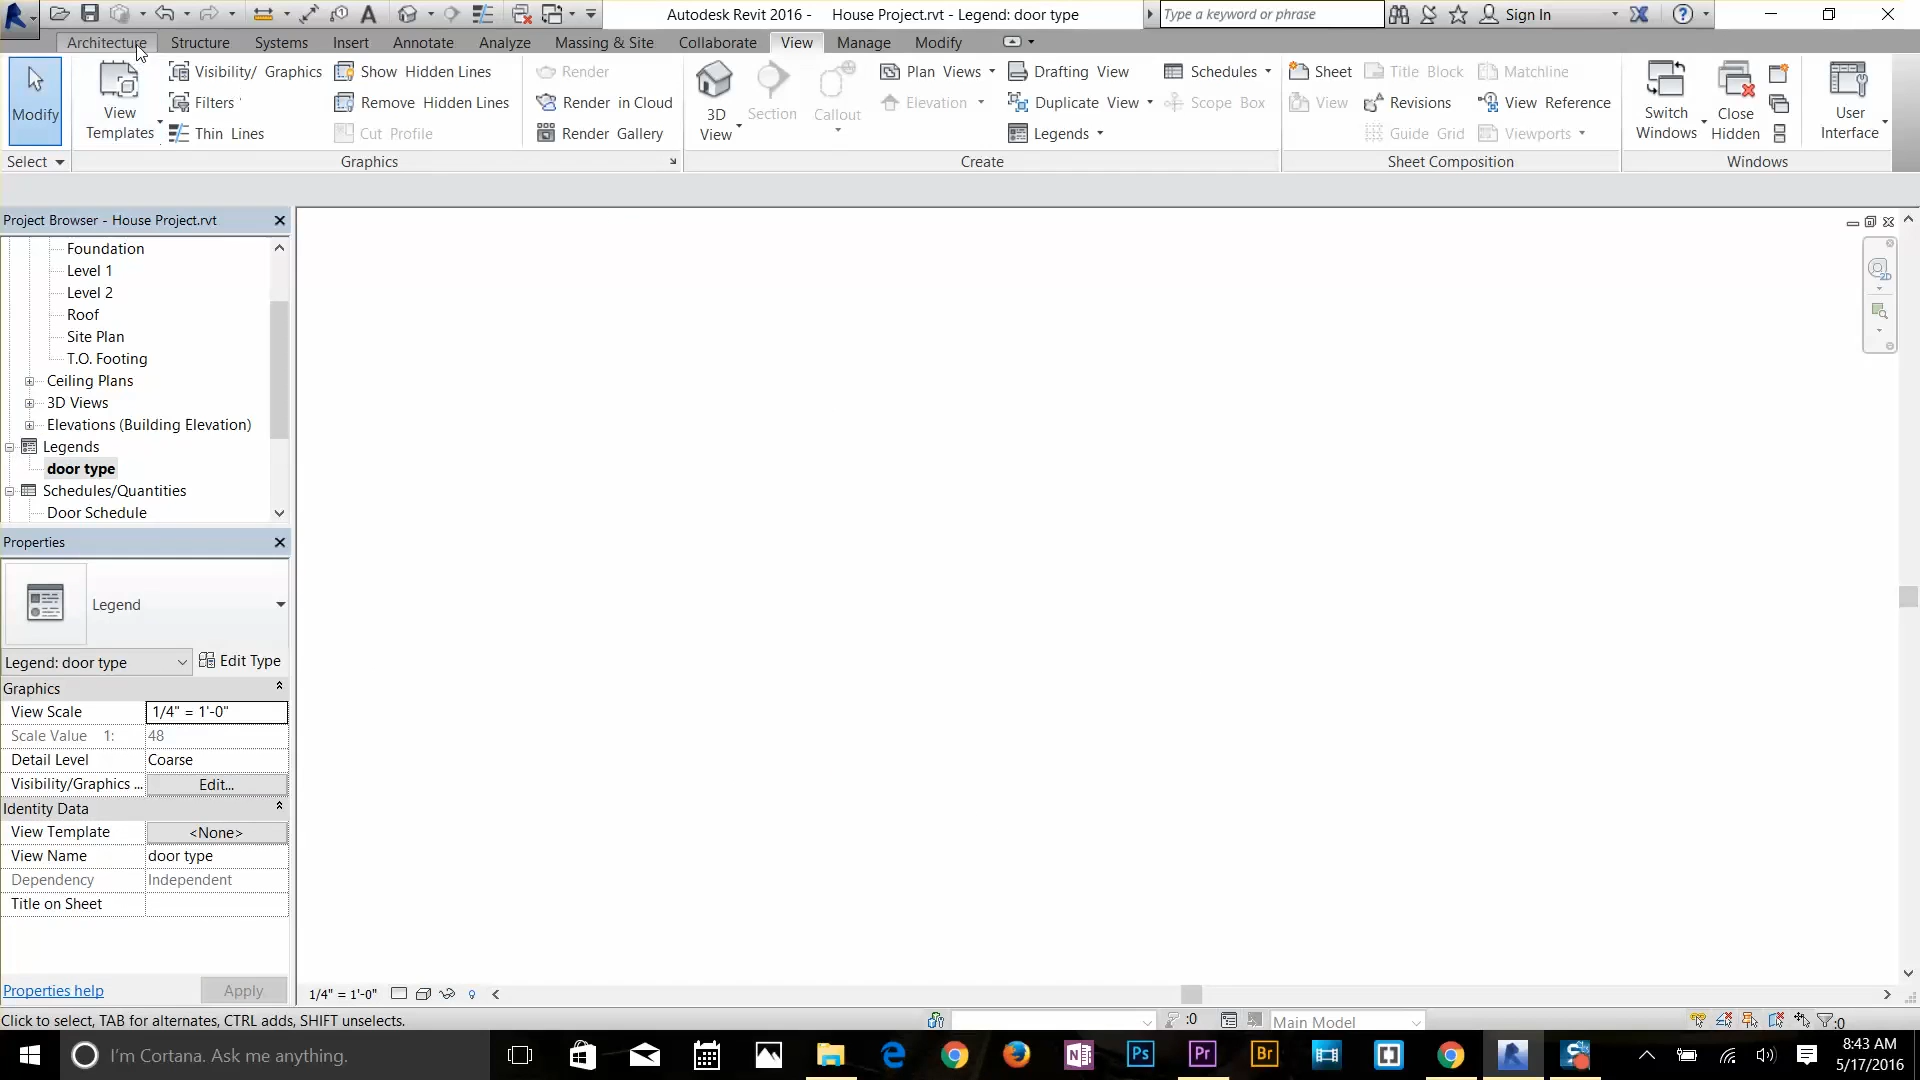 Autodesk Revit 2016 -     House Project.rvt - Legend: door type
Type a keyword or phrase
Sign In
Architecture Structure Systems Insert Annotate Analyze Massing & Site Collaborate View Manage Modify
Modify
View Templates
Visibility/ Graphics
Filters
Thin Lines
Show Hidden Lines
Remove Hidden Lines
Cut Profile
Render
Render in Cloud
Render Gallery
3D View
Section
Callout
Plan Views
Elevation
Drafting View
Duplicate View
Legends
Schedules
Scope Box
Sheet
View
Title Block
Revisions
Guide Grid
Matchline
View Reference
Viewports
Switch Windows
Close Hidden
User Interface
Select Graphics Create Sheet Composition Windows
Project Browser - House Project.rvt
Foundation
Level 1
Level 2
Roof
Site Plan
T.O. Footing
Ceiling Plans
3D Views
Elevations (Building Elevation)
Legends
door type
Schedules/Quantities
Door Schedule
Properties
Legend
Legend: door type Edit Type
Graphics
View Scale 1/4" = 1'-0"
Scale Value 1: 48
Detail Level Coarse
Visibility/Graphics ... Edit...
Identity Data
View Template <None>
View Name door type
Dependency Independent
Title on Sheet
Properties help Apply
1/4" = 1'-0"
2D
Click to select, TAB for alternates, CTRL adds, SHIFT unselects.
:0
Main Model
:0
I'm Cortana. Ask me anything.
N
Ps
Pr
Br
R
8:43 AM
5/17/2016